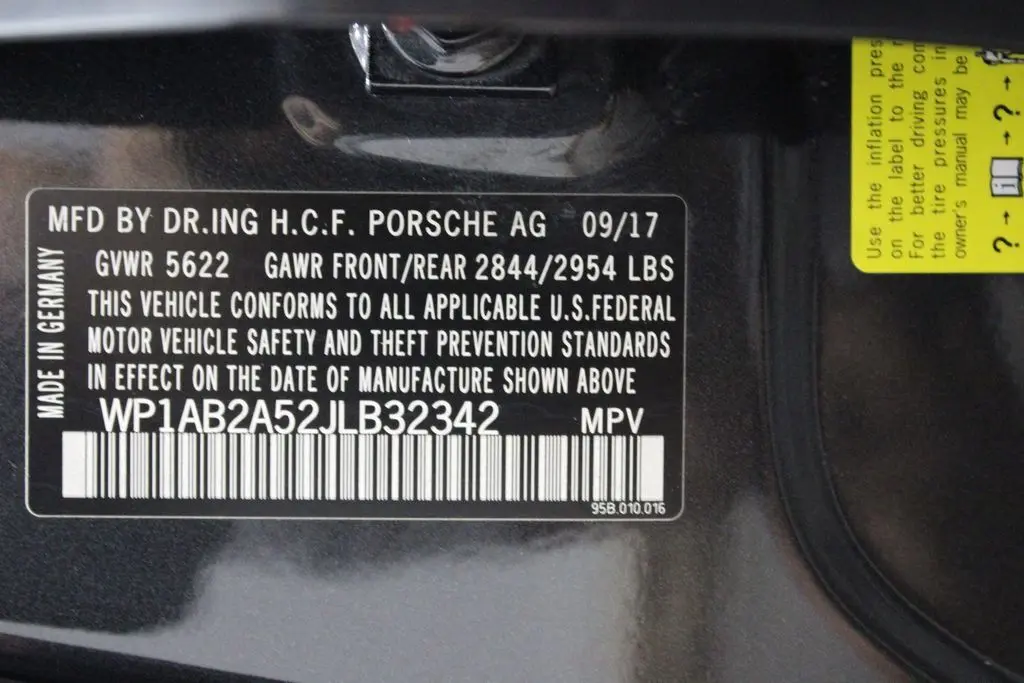 MFD BY DR.ING H.C.F. PORSCHE AG 09/17
GVWR 5622 GAWR FRONT/REAR 2844/2954 LBS
THIS VEHICLE CONFORMS TO ALL APPLICABLE U.S.FEDERAL
MOTOR VEHICLE SAFETY AND THEFT PREVENTION STANDARDS
IN EFFECT ON THE DATE OF MANUFACTURE SHOWN ABOVE
WP1AB2A52JLB32342 MPV
95B.010.016
MADE IN GERMANY
Use the inflation
on the label to the
For better driving
the tire pressures in
owner's manual may be
? → → ? →